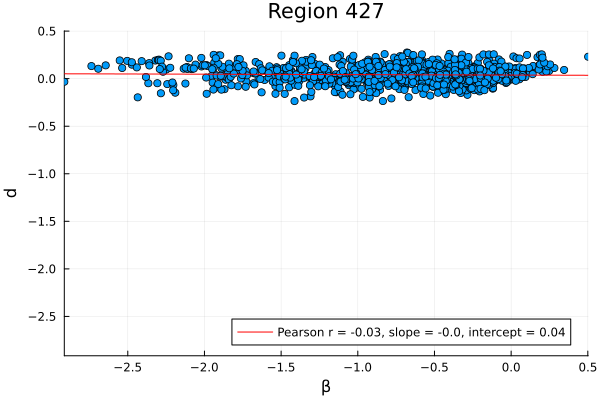 Region 427
0.5
0.0
−0.5
−1.0
−1.5
−2.0
−2.5
d
Pearson r = -0.03, slope = -0.0, intercept = 0.04
−2.5 −2.0 −1.5 −1.0 −0.5 0.0 0.5
β